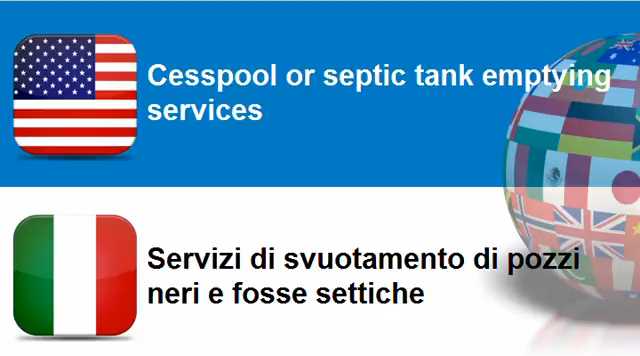 Cesspool or septic tank emptying
services
Servizi di svuotamento di pozzi
neri e fosse settiche